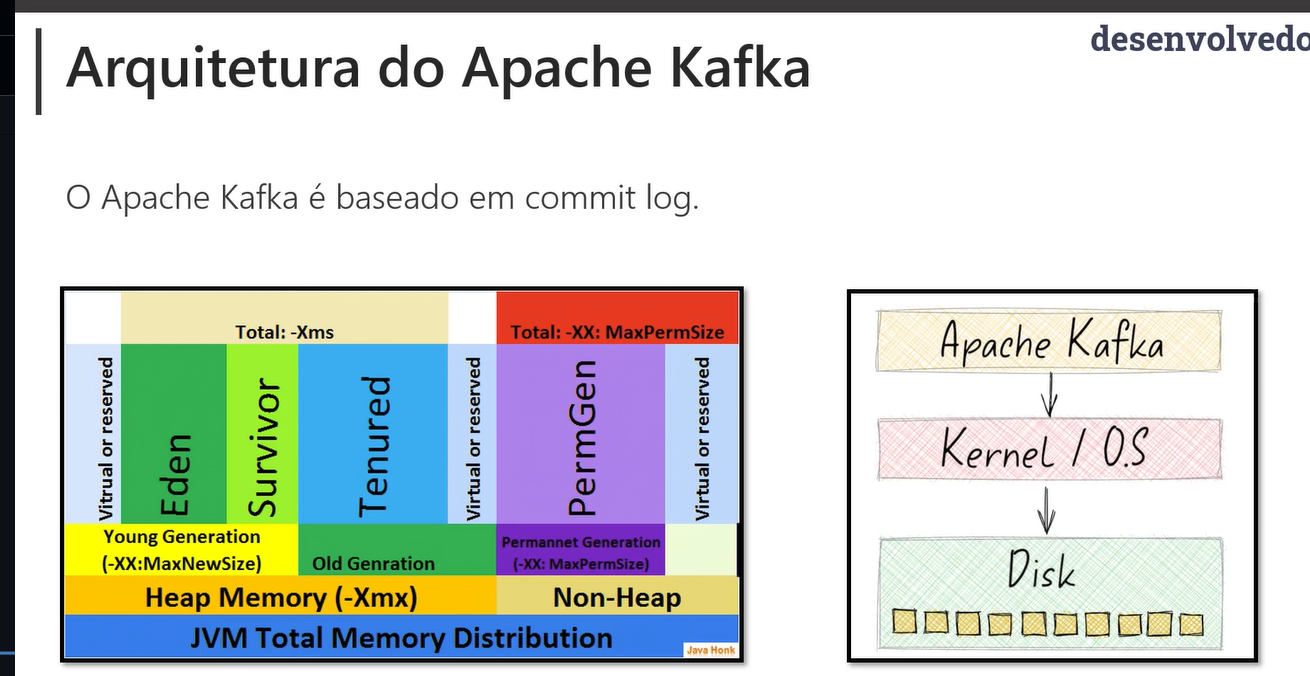 desenvolvedo
Arquitetura do Apache Kafka
O Apache Kafka é baseado em commit log.
Total: -Xms
Total: -XX: MaxPermSize
Vitrual or reserved
Eden
Survivor
Tenured
Virtual or reserved
PermGen
Virtual or reserved
Young Generation
(-XX:MaxNewSize)
Old Genration
Permannet Generation
(-XX: MaxPermSize)
Heap Memory (-Xmx)
Non-Heap
JVM Total Memory Distribution
Java Honk
Apache Kafka
Kernel / O.S
Disk